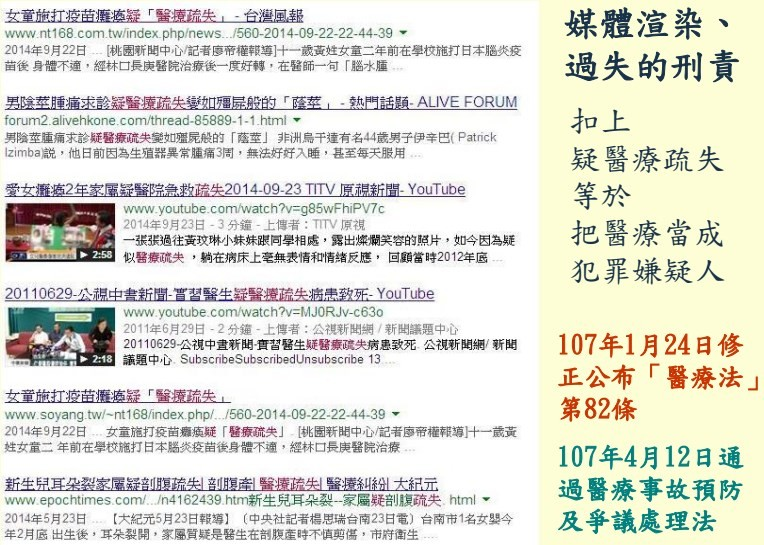 女童施打疫苗癱瘓疑「醫療疏失」 - 台灣風報
www.nt168.com.tw/index.php/news.../560-2014-09-22-22-44-39
2014年9月22日 ... [桃園新聞中心/記者廖帝權報導]十一歲黃姓女童二年前在學校施打日本腦炎疫
苗後 身體不適，經林口長庚醫院治療後一度好轉，在醫師一句「腦水腫 ...
男陰莖腫痛求診疑醫療疏失變如殭屍般的「蔭莖」 - 熱門話題- ALIVE FORUM
forum2.alivehkone.com/thread-85889-1-1.html
男陰莖腫痛求診疑醫療疏失變如殭屍般的「蔭莖」 非洲烏干達有名44歲男子伊辛巴( Patrick
Izimba)說，他日前因為生殖器異常腫痛3周，無法好好入睡，甚至每天服用 ...
愛女癱瘓2年家屬疑醫院急救疏失2014-09-23 TITV 原視新聞- YouTube
www.youtube.com/watch?v=g85wFhiPV7c
2014年9月23日 - 3 分鐘 - 上傳者：TITV 原視
一張張過往黃玟琳小妹妹跟同學相處，露出燦爛笑容的照片，如今因為疑
似醫療疏失 ，躺在病床上毫無表情和情緒反應， 回顧當時2012年底 ...
2:58
20110629-公視中晝新聞-實習醫生疑醫療疏失病患致死- YouTube
www.youtube.com/watch?v=MJ0RJv-c63o
2011年6月29日 - 2 分鐘 - 上傳者：公視新聞網 / 新聞議題中心
20110629-公視中晝新聞-實習醫生疑醫療疏失病患致死. 公視新聞網/ 新聞
議題中心. SubscribeSubscribedUnsubscribe 13 ...
2:18
女童施打疫苗癱瘓疑「醫療疏失」
www.soyang.tw/~nt168/index.php/.../560-2014-09-22-22-44-39
2014年9月22日 ... 女童施打疫苗癱瘓疑「醫療疏失」. [桃園新聞中心/記者廖帝權報導]十一歲黃
姓女童二 年前在學校施打日本腦炎疫苗後身體不適，經林口長庚醫院治療 ...
新生兒耳朵裂家屬疑剖腹疏失| 剖腹產| 醫療疏失| 醫療糾紛| 大紀元
www.epochtimes.com/.../n4162439.htm新生兒耳朵裂--家屬疑剖腹疏失. html
2014年5月23日 ... 【大紀元5月23日報導】（中央社記者楊思瑞台南23日電）台南市1名女嬰今
年2月底 出生後，耳朵裂開，家屬質疑是醫生在剖腹產時不慎剪傷，市府衛生 ...
媒體渲染、
過失的刑責
扣上
疑醫療疏失
等於
把醫療當成
犯罪嫌疑人
107年1月24日修
正公布「醫療法」
第82條
107年4月12日通
過醫療事故預防
及爭議處理法